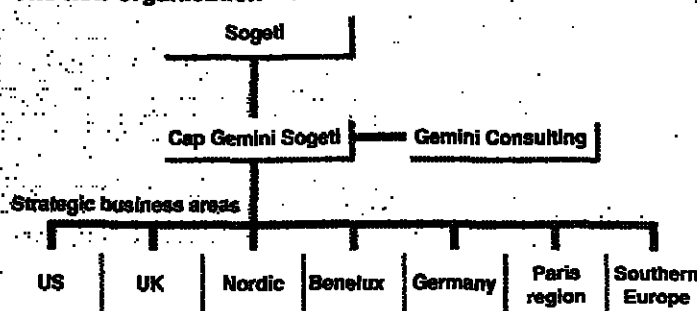 Sogeti
Cap Gemini Sogeti
Gemini Consulting
Strategic business areas
US
UK
Nordic
Benelux
Germany
Paris
region
Southern
Europe